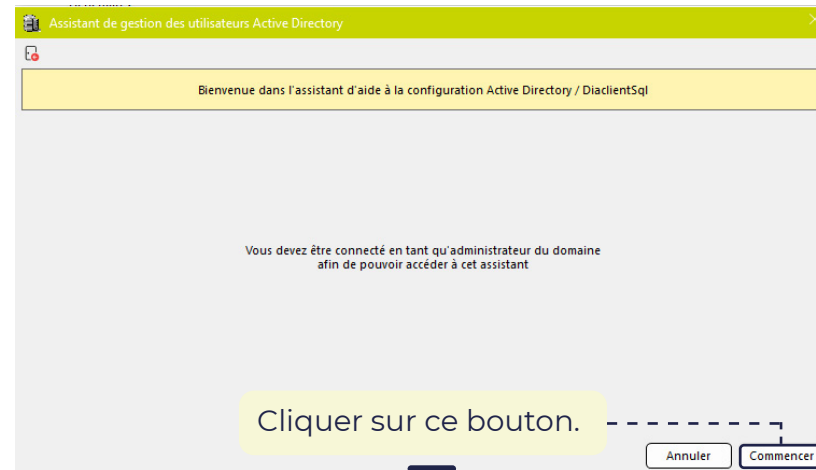 Assistant de gestion des utilisateurs Active Directory
Bienvenue dans l'assistant d'aide à la configuration Active Directory / DiaclientSql
Vous devez être connecté en tant qu'administrateur du domaine
afin de pouvoir accéder à cet assistant
Cliquer sur ce bouton.
Annuler
Commencer